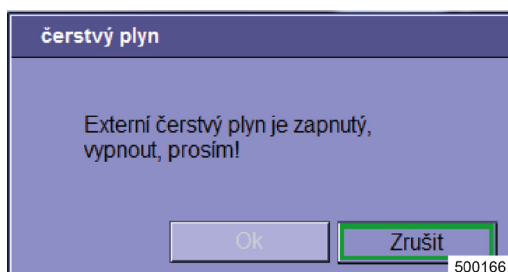 čerstvý plyn
Externí čerstvý plyn je zapnutý,
vypnout, prosím!
Ok
Zrušit
500166